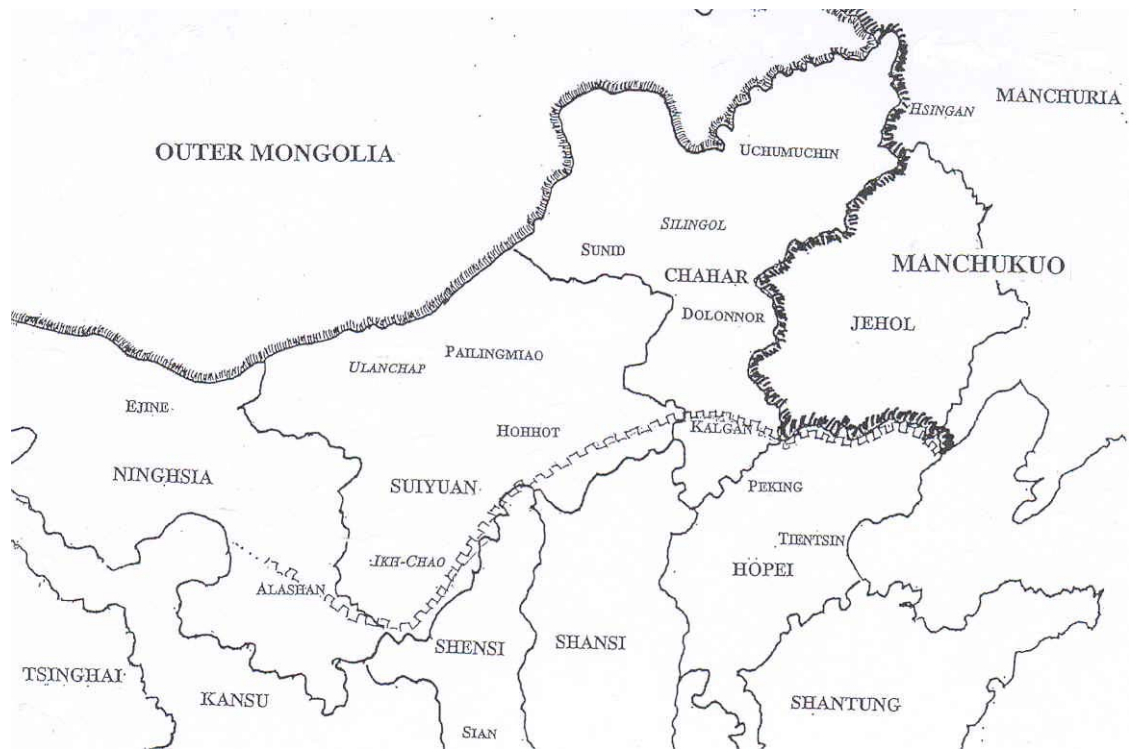 MANCHURIA
HSINGAN
OUTER MONGOLIA
UCHUMUCHIN
SILINGOL
SUNID
CHAHAR
MANCHUKUO
DOLONNOR
JEHOL
PAILINGMIAO
ULANCHAP
EJINE
HOHHOT
KALGAN
NINGHSIA
SUIYUAN
PEKING
TIENTSIN
IKH-CHAO
HOPEI
ALASHAN
SHENSI
SHANSI
TSINGHAI
KANSU
SHANTUNG
SIAN